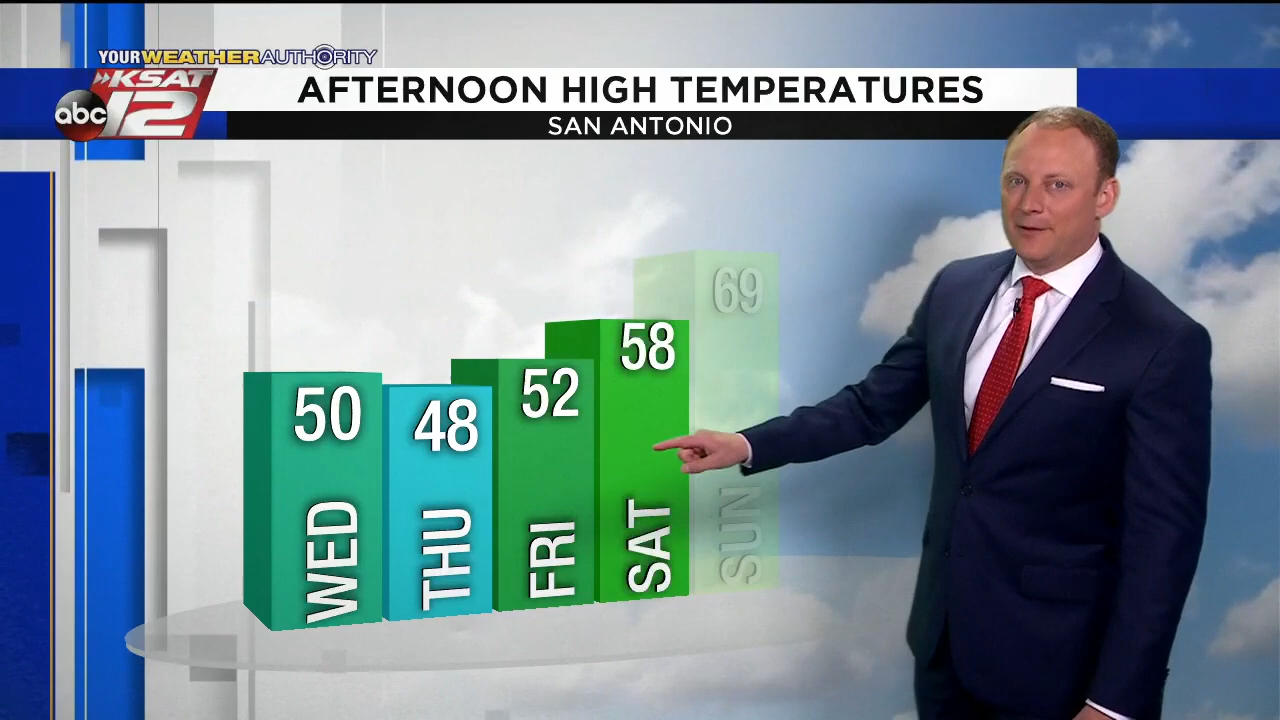 YOUR WEATHER AUTHORITY
KSAT
abc 12
AFTERNOON HIGH TEMPERATURES
SAN ANTONIO
50
48
52
58
69
WED
THU
FRI
SAT
SUN